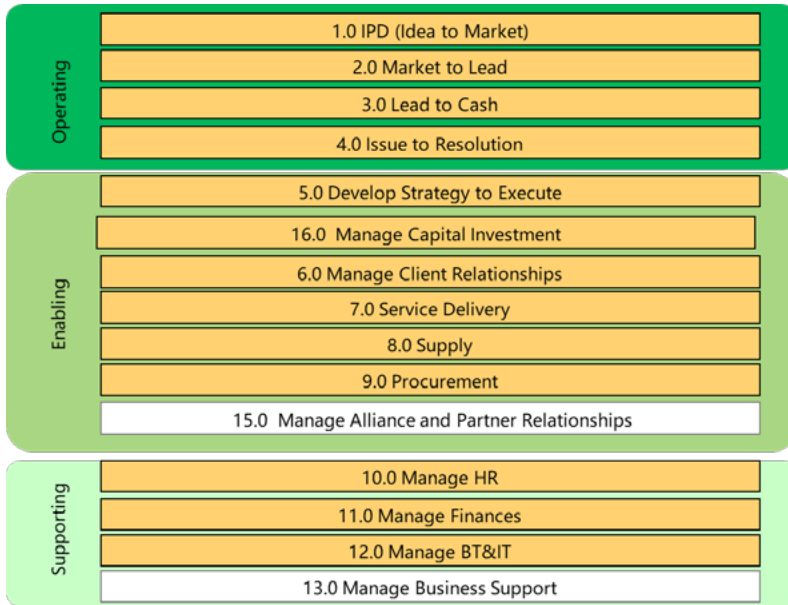 Operating
1.0 IPD (Idea to Market)
2.0 Market to Lead
3.0 Lead to Cash
4.0 Issue to Resolution
Enabling
5.0 Develop Strategy to Execute
16.0 Manage Capital Investment
6.0 Manage Client Relationships
7.0 Service Delivery
8.0 Supply
9.0 Procurement
15.0 Manage Alliance and Partner Relationships
Supporting
10.0 Manage HR
11.0 Manage Finances
12.0 Manage BT&IT
13.0 Manage Business Support